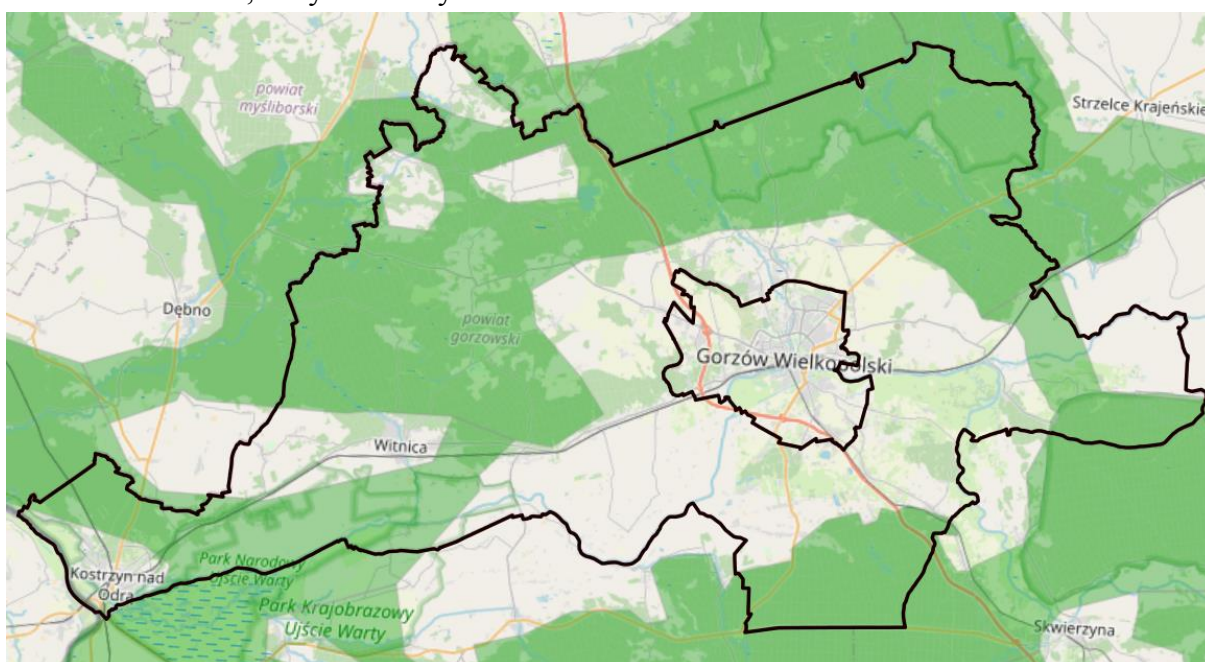 powiat
myśliborski
Strzelce Krajeńskie
Dębno
powiat
gorzowski
Gorzów Wielkopolski
Witnica
Park Narodowy
Ujście Warty
Kostrzyn nad
Odrą
Park Krajobrazowy
Ujście Warty
Skwierzyna